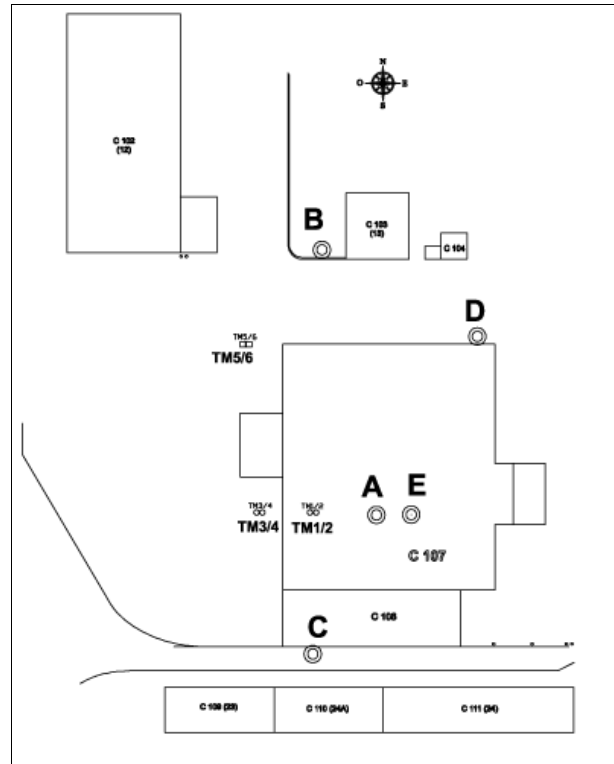 N
O E
S
C 102
(12)
B
C 103
(13)
C 104
D
TM5/6
TM5/6
A E
TM3/4 TM1/2
TM3/4 TM1/2
C 107
C 108
C
C 109 (23) C 110 (24A) C 111 (24)